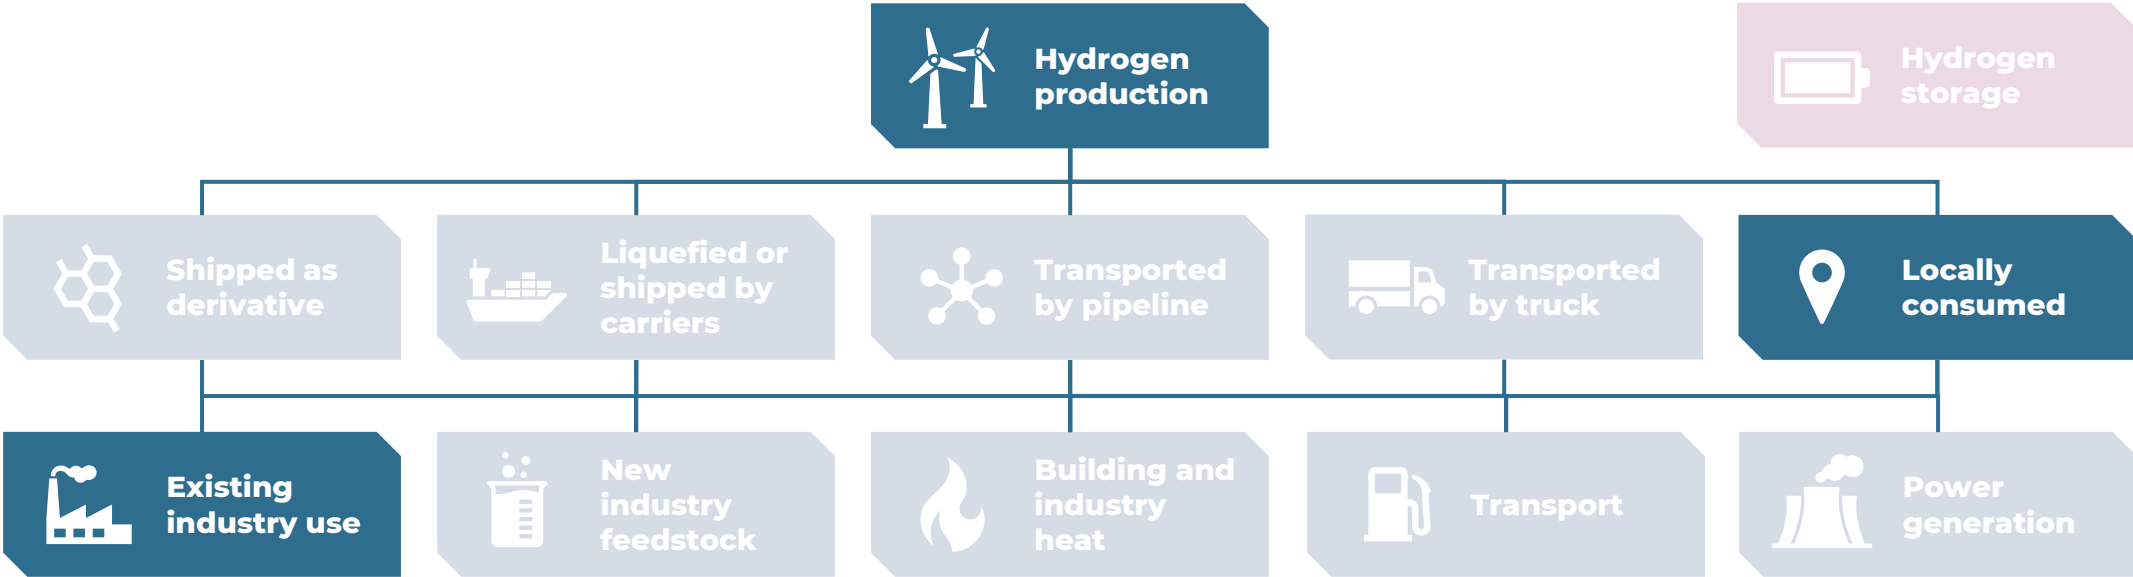 Hydrogen
production
Hydrogen
storage
Shipped as
derivative
Liquefied or
shipped by
carriers
Transported
by pipeline
Transported
by truck
Locally
consumed
Existing
industry use
New
industry
feedstock
Building and
industry
heat
Transport
Power
generation